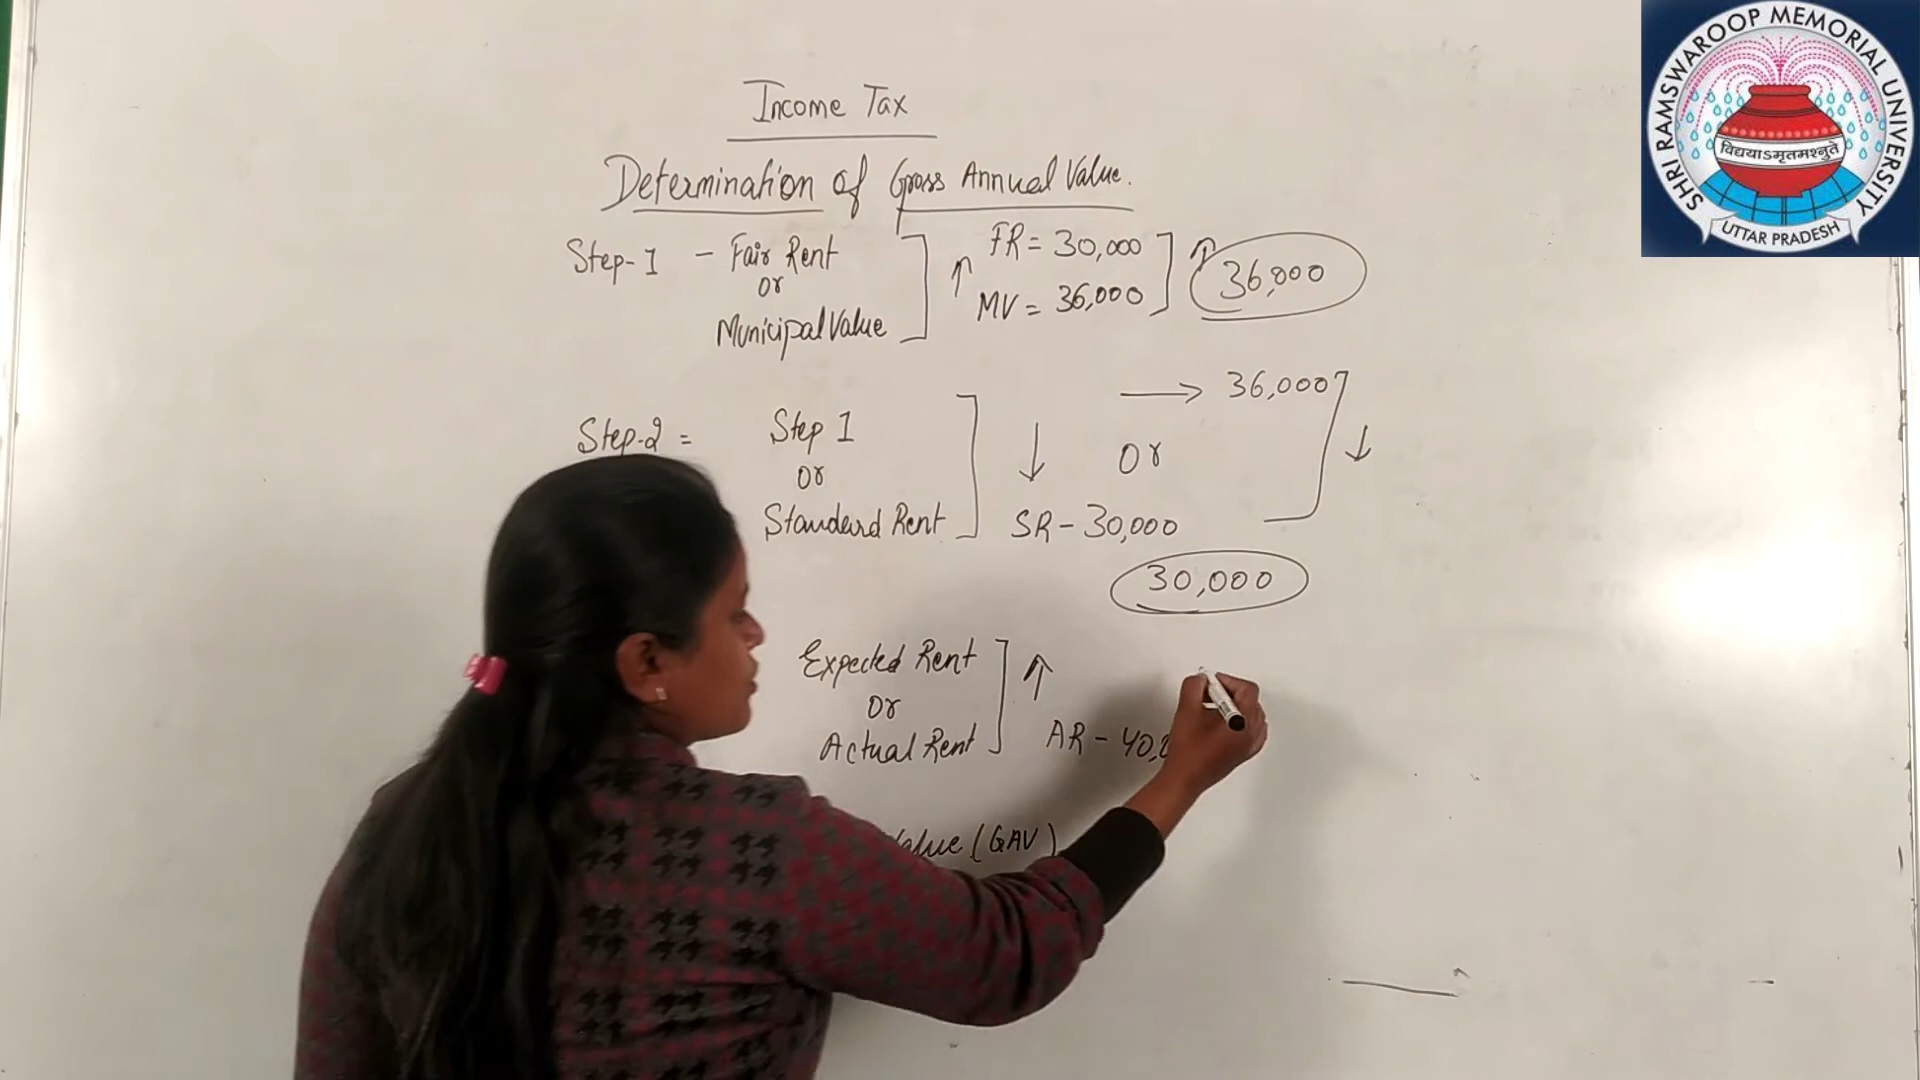 Income Tax
Determination of Gross Annual Value.
Step-1 - Fair Rent
or
Municipal Value
FR = 30,000
MV = 36,000
36,000
Step-2 =
Step 1
or
Standard Rent
36,000
Or
SR - 30,000
30,000
Expected Rent
or
Actual Rent
AR - 40,
(GAV)
SHRI RAMSWAROOP MEMORIAL UNIVERSITY
विद्ययाऽमृतमश्नुते
UTTAR PRADESH